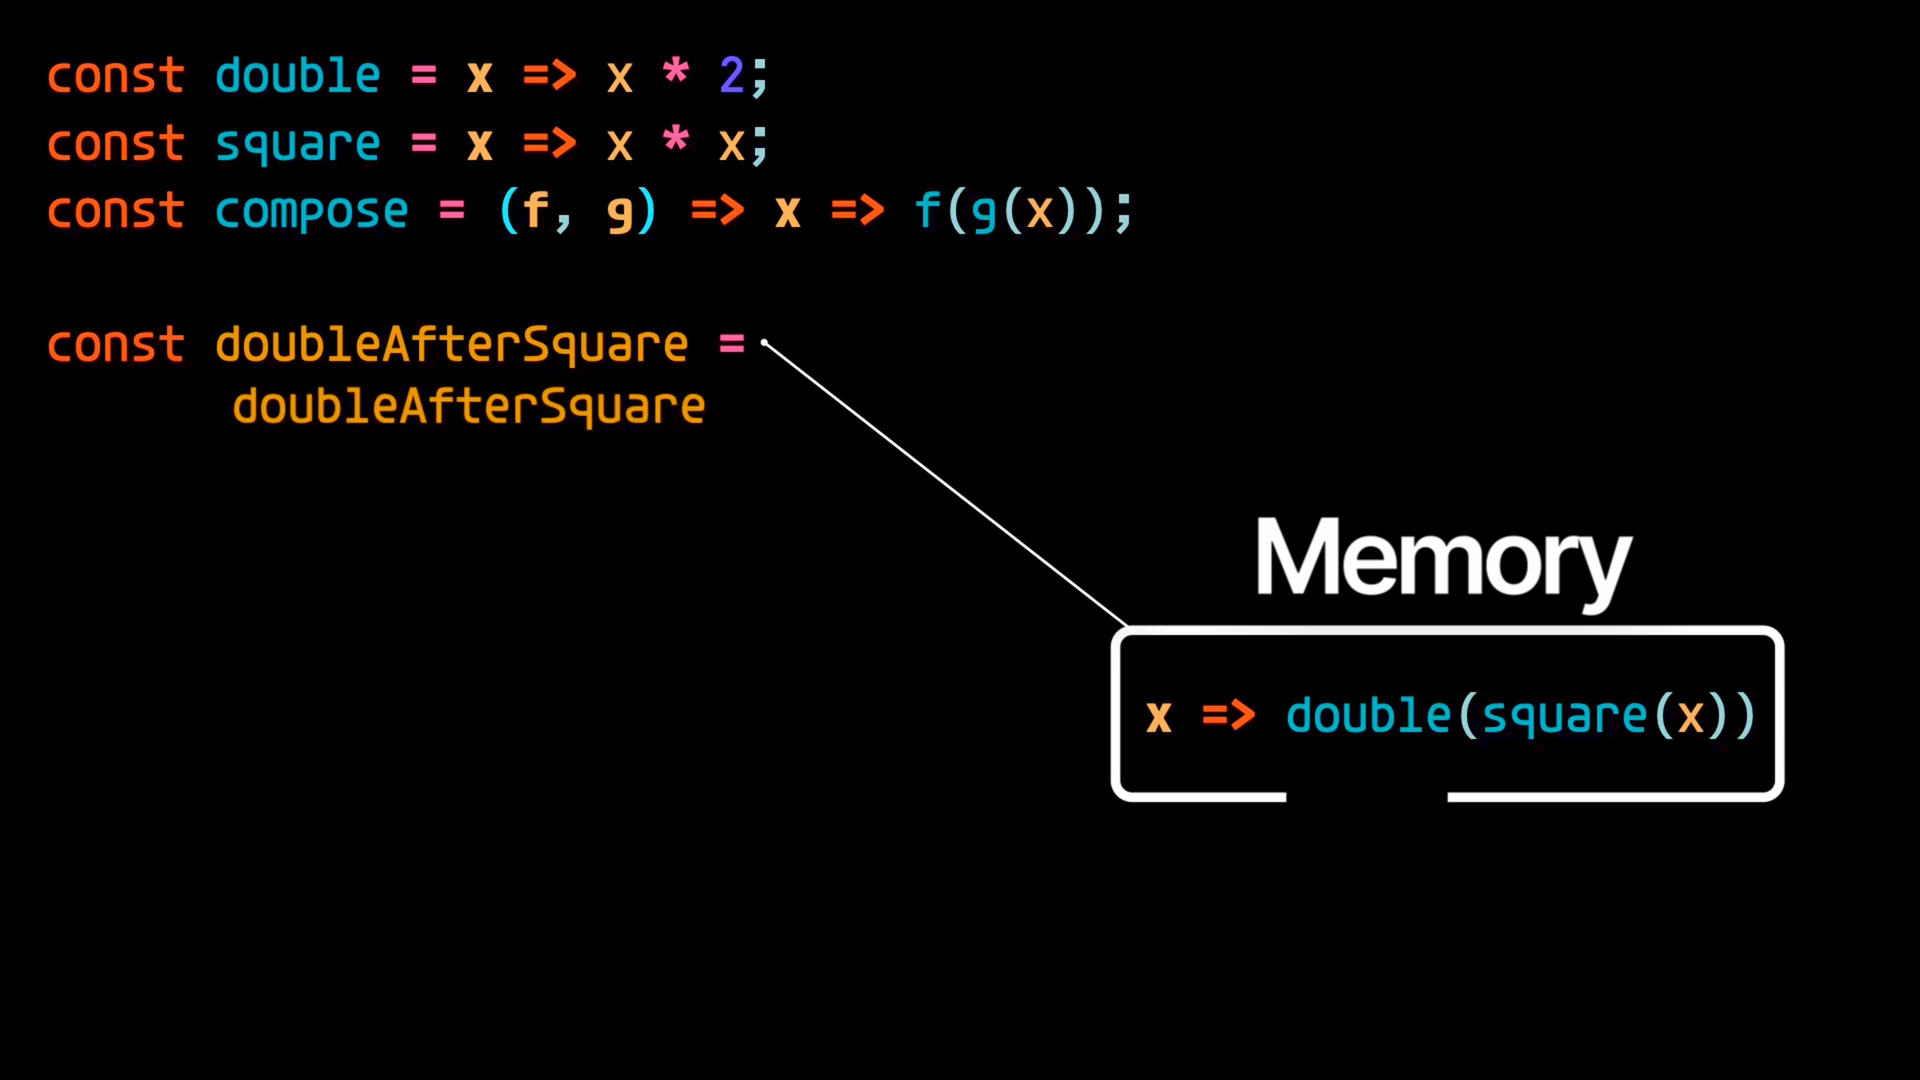 const double = x => x * 2;
const square = x => x * x;
const compose = (f, g) => x => f(g(x));
const doubleAfterSquare =
doubleAfterSquare
Memory
x => double(square(x))